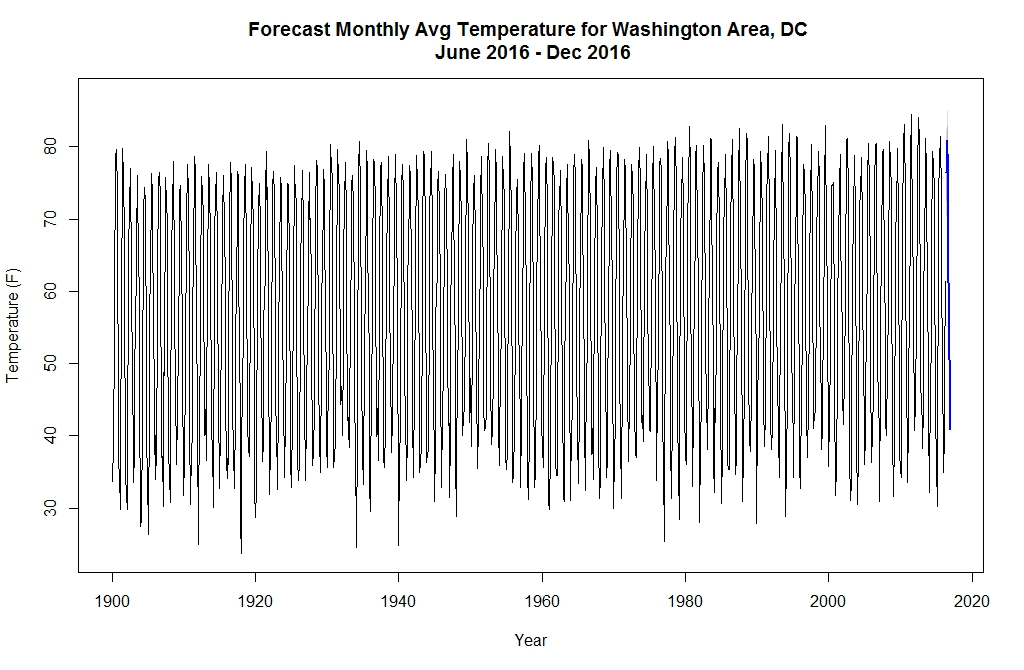 Forecast Monthly Avg Temperature for Washington Area, DC
June 2016 - Dec 2016
Temperature (F)
80
70
60
50
40
30
1900 1920 1940 1960 1980 2000 2020
Year